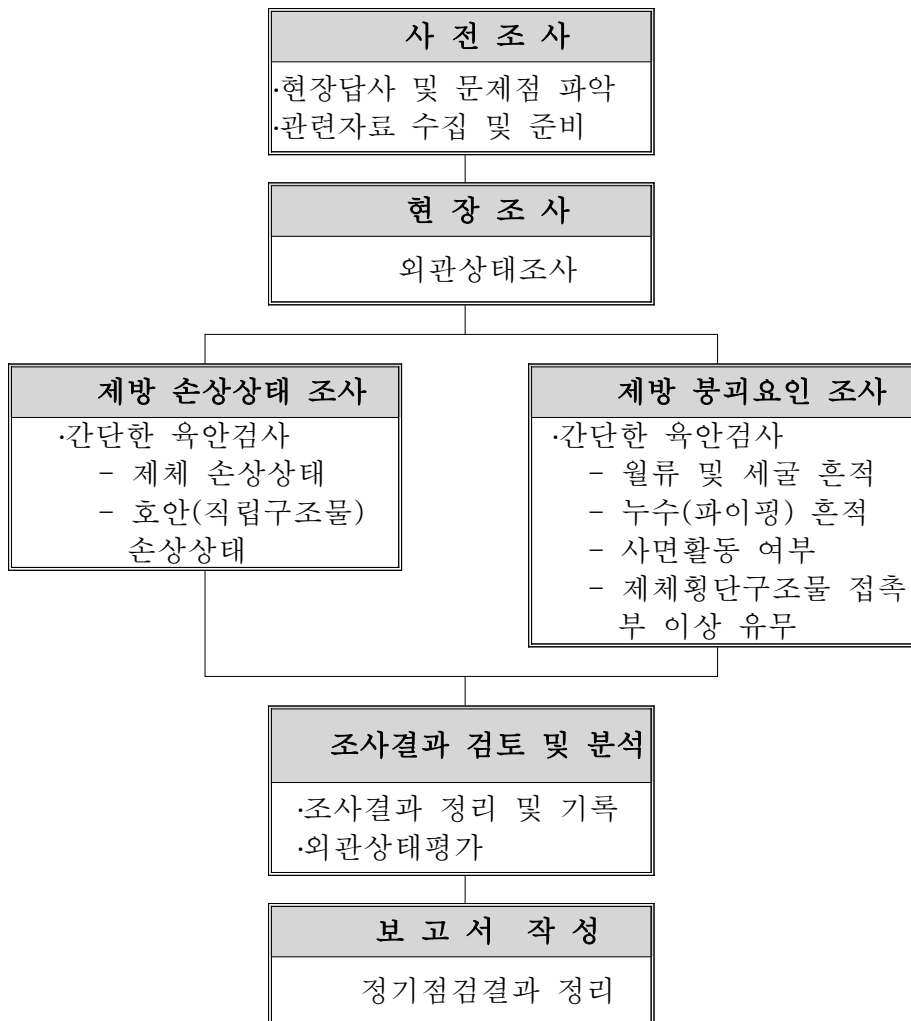 사 전 조 사
·현장답사 및 문제점 파악
·관련자료 수집 및 준비
현 장 조 사
외관상태조사
제방 손상상태 조사
·간단한 육안검사
- 제체 손상상태
- 호안(직립구조물)
손상상태
제방 붕괴요인 조사
·간단한 육안검사
- 월류 및 세굴 흔적
- 누수(파이핑) 흔적
- 사면활동 여부
- 제체횡단구조물 접촉
부 이상 유무
조사결과 검토 및 분석
·조사결과 정리 및 기록
·외관상태평가
보 고 서 작 성
정기점검결과 정리